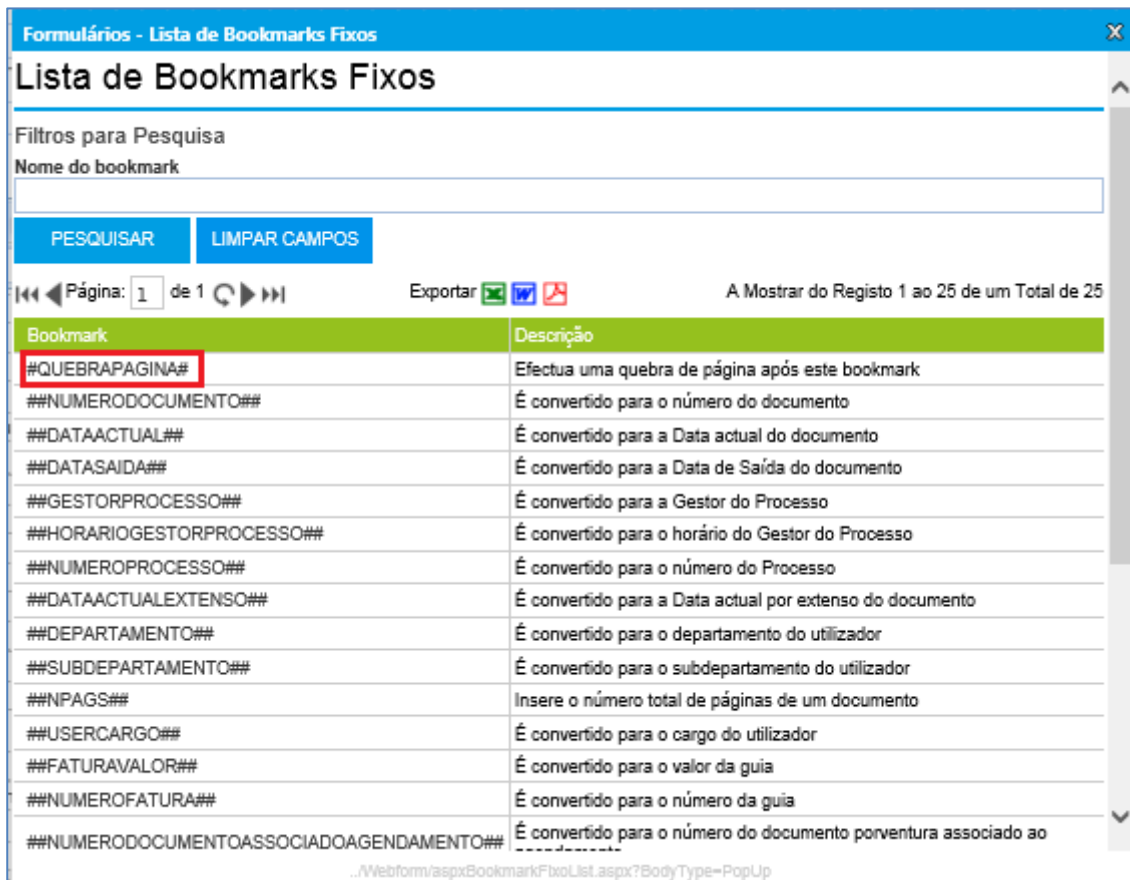 Formulários - Lista de Bookmarks Fixos
Lista de Bookmarks Fixos
Filtros para Pesquisa
Nome do bookmark
PESQUISAR LIMPAR CAMPOS
Página: 1 de 1 Exportar A Mostrar do Registo 1 ao 25 de um Total de 25
Bookmark Descrição
#QUEBRAPAGINA# Efectua uma quebra de página após este bookmark
##NUMERODOCUMENTO## É convertido para o número do documento
##DATAACTUAL## É convertido para a Data actual do documento
##DATASAIDA## É convertido para a Data de Saída do documento
##GESTORPROCESSO## É convertido para a Gestor do Processo
##HORARIOGESTORPROCESSO## É convertido para o horário do Gestor do Processo
##NUMEROPROCESSO## É convertido para o número do Processo
##DATAACTUALEXTENSO## É convertido para a Data actual por extenso do documento
##DEPARTAMENTO## É convertido para o departamento do utilizador
##SUBDEPARTAMENTO## É convertido para o subdepartamento do utilizador
##NPAGS## Insere o número total de páginas de um documento
##USERCARGO## É convertido para o cargo do utilizador
##FATURAVALOR## É convertido para o valor da guia
##NUMEROFATURA## É convertido para o número da guia
##NUMERODOCUMENTOASSOCIADOAGENDAMENTO## É convertido para o número do documento porventura associado ao
../Webform/aspxBookmarkFixoList.aspx?BodyType=PopUp